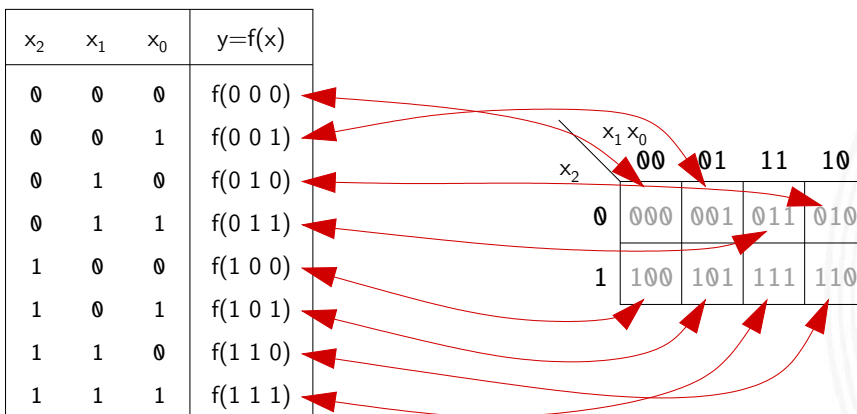 x₂ x₁ x₀ y=f(x)
0 0 0 f(0 0 0)
0 0 1 f(0 0 1)
0 1 0 f(0 1 0)
0 1 1 f(0 1 1)
1 0 0 f(1 0 0)
1 0 1 f(1 0 1)
1 1 0 f(1 1 0)
1 1 1 f(1 1 1)
x₁ x₀
x₂ 00 01 11 10
0 000 001 011 010
1 100 101 111 110